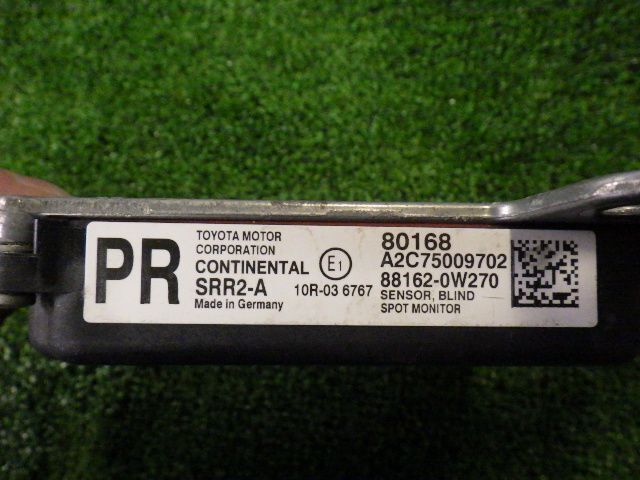 PR
TOYOTA MOTOR
CORPORATION
CONTINENTAL
SRR2-A
Made in Germany
E1
10R-03 6767
80168
A2C75009702
88162-0W270
SENSOR, BLIND
SPOT MONITOR